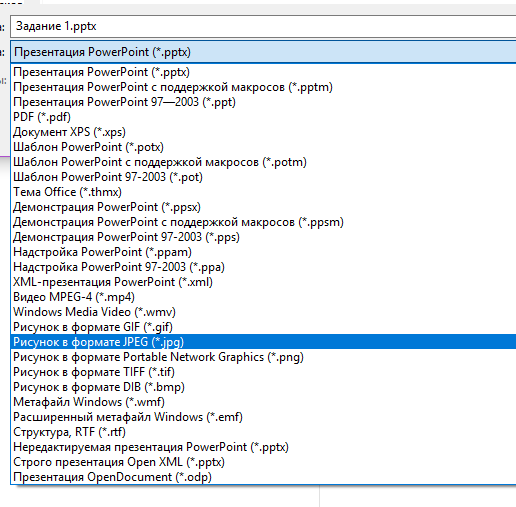 а: Задание 1.pptx
а: Презентация PowerPoint (*.pptx)
ы:
Презентация PowerPoint (*.pptx)
Презентация PowerPoint с поддержкой макросов (*.pptm)
Презентация PowerPoint 97—2003 (*.ppt)
PDF (*.pdf)
Документ XPS (*.xps)
Шаблон PowerPoint (*.potx)
Шаблон PowerPoint с поддержкой макросов (*.potm)
Шаблон PowerPoint 97-2003 (*.pot)
Тема Office (*.thmx)
Демонстрация PowerPoint (*.ppsx)
Демонстрация PowerPoint с поддержкой макросов (*.ppsm)
Демонстрация PowerPoint 97-2003 (*.pps)
Надстройка PowerPoint (*.ppam)
Надстройка PowerPoint 97-2003 (*.ppa)
XML-презентация PowerPoint (*.xml)
Видео MPEG-4 (*.mp4)
Windows Media Video (*.wmv)
Рисунок в формате GIF (*.gif)
Рисунок в формате JPEG (*.jpg)
Рисунок в формате Portable Network Graphics (*.png)
Рисунок в формате TIFF (*.tif)
Рисунок в формате DIB (*.bmp)
Метафайл Windows (*.wmf)
Расширенный метафайл Windows (*.emf)
Структура, RTF (*.rtf)
Нередактируемая презентация PowerPoint (*.pptx)
Строго презентация Open XML (*.pptx)
Презентация OpenDocument (*.odp)